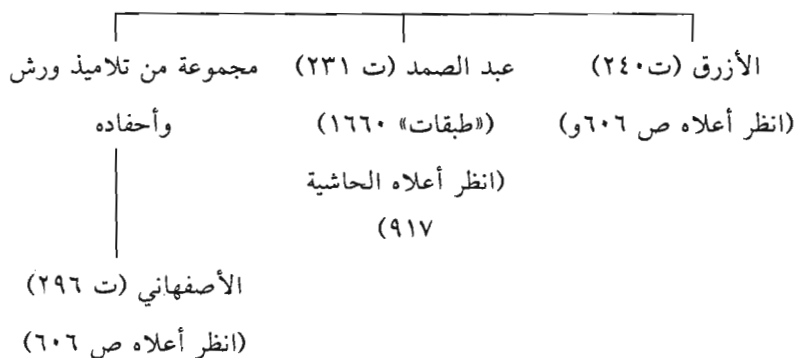 الأزرق (ت٢٤٠)
(انظر أعلاه ص ٦٠٦و)
عبد الصمد (ت ٢٣١)
(«طبقات» ١٦٦٠)
(انظر أعلاه الحاشية
٩١٧)
مجموعة من تلاميذ ورش
وأحفاده
الأصفهاني (ت ٢٩٦)
(انظر أعلاه ص ٦٠٦)